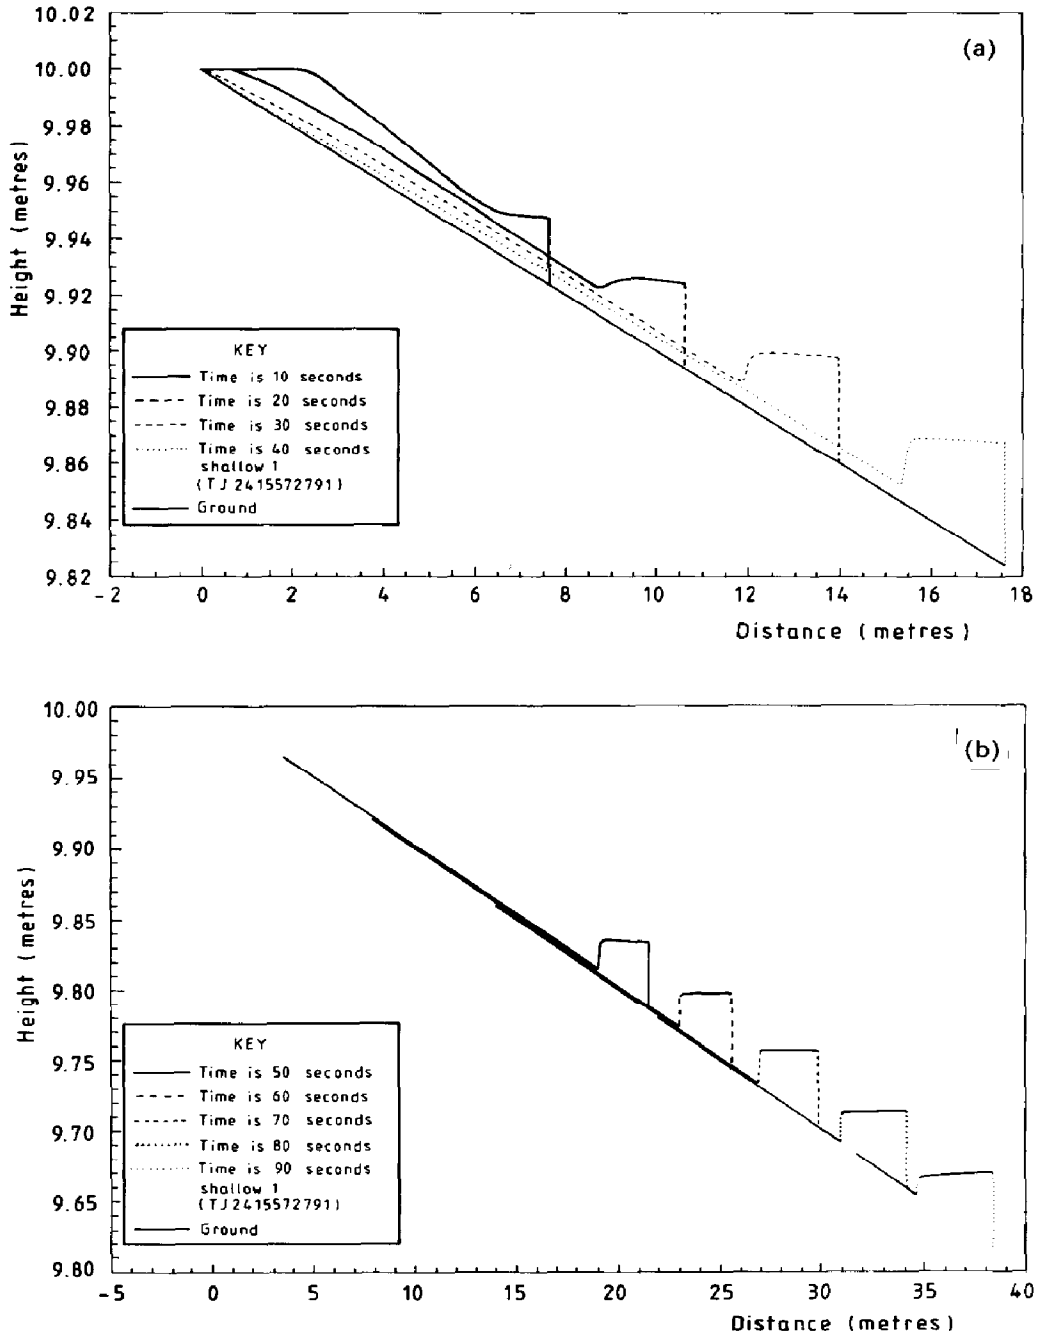 10.02
(a)
10.00
9.98
9.96
9.94
9.92
9.90
9.88
9.86
9.84
9.82
Height (metres)
KEY
Time is 10 seconds
Time is 20 seconds
Time is 30 seconds
Time is 40 seconds
shallow 1
(TJ2415572791)
Ground
-2 0 2 4 6 8 10 12 14 16 18
Distance (metres)
10.00
(b)
9.95
9.90
9.85
9.80
9.75
9.70
9.65
9.80
Height (metres)
KEY
Time is 50 seconds
Time is 60 seconds
Time is 70 seconds
Time is 80 seconds
Time is 90 seconds
shallow 1
(TJ2415572791)
Ground
-5 0 5 10 15 20 25 30 35 40
Distance (metres)